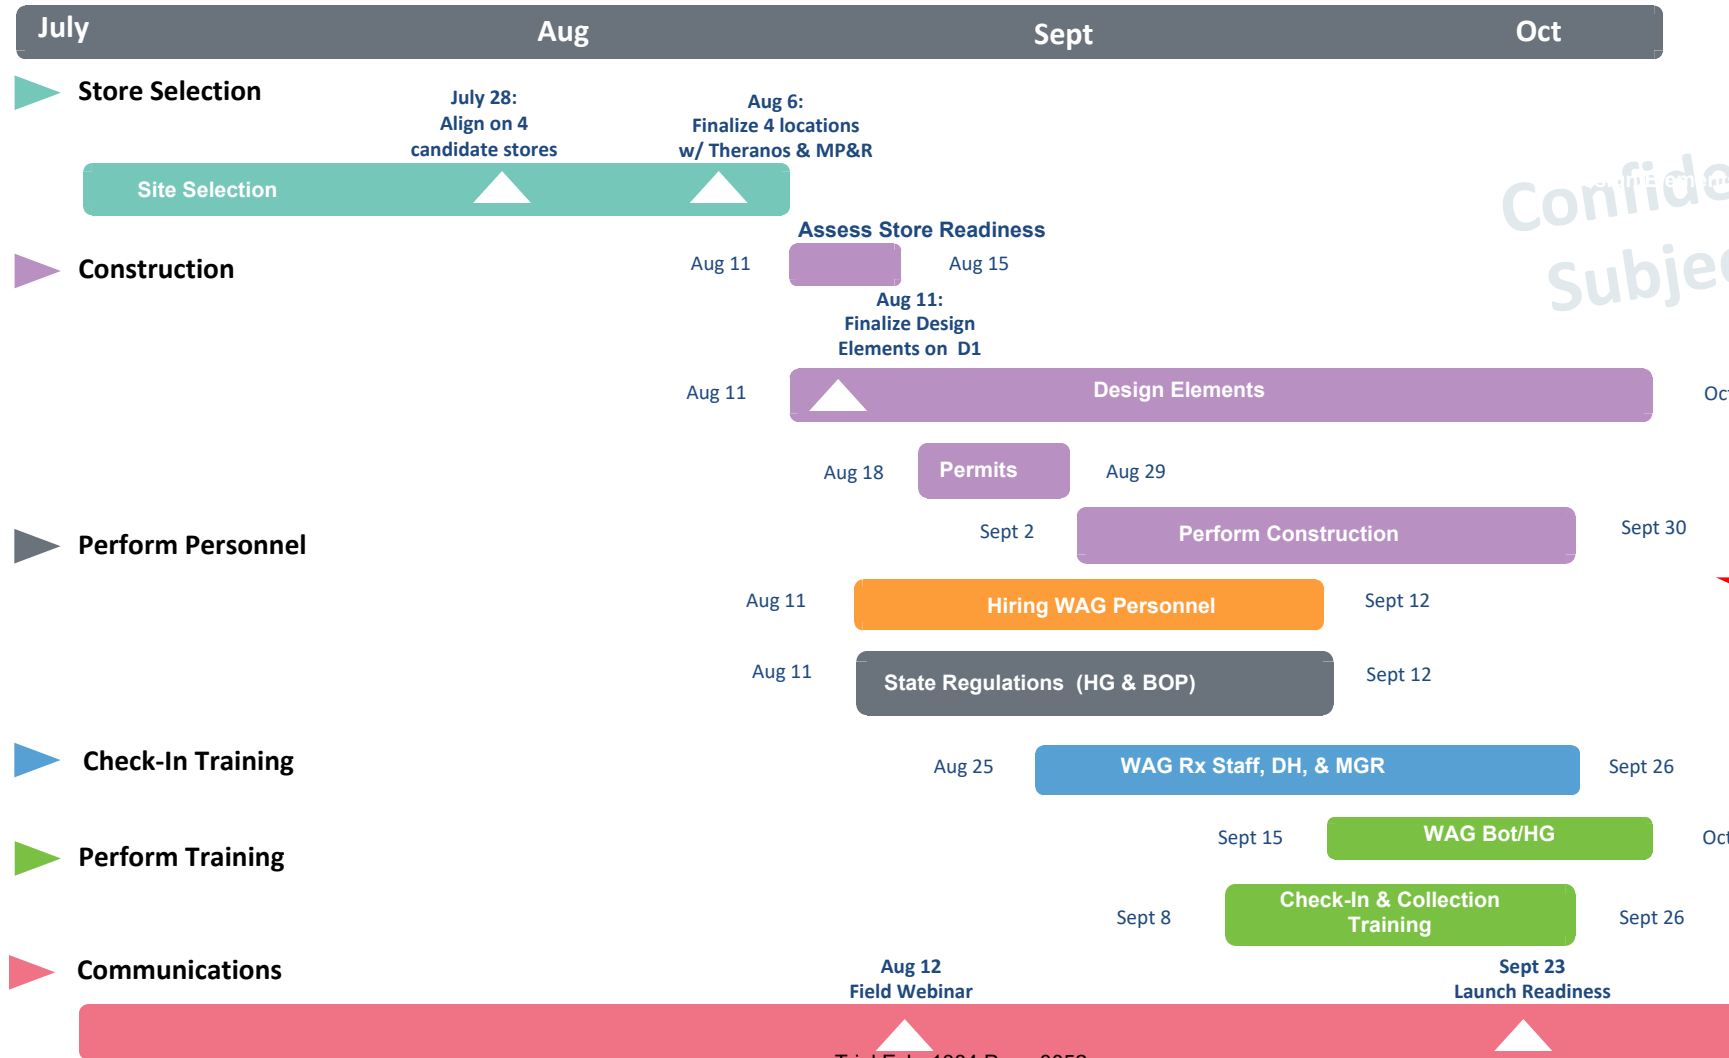 July Aug Sept Oct
Store Selection
July 28:
Align on 4
candidate stores
Aug 6:
Finalize 4 locations
w/ Theranos & MP&R
Site Selection
Assess Store Readiness
Construction
Aug 11
Aug 15
Aug 11:
Finalize Design
Elements on D1
Aug 11
Design Elements
Aug 18
Permits
Aug 29
Sept 2
Perform Construction
Sept 30
Perform Personnel
Aug 11
Hiring WAG Personnel
Sept 12
Aug 11
State Regulations (HG & BOP)
Sept 12
Check-In Training
Aug 25
WAG Rx Staff, DH, & MGR
Sept 26
Perform Training
Sept 15
WAG Bot/HG
Sept 8
Check-In & Collection
Training
Sept 26
Communications
Aug 12
Field Webinar
Sept 23
Launch Readiness